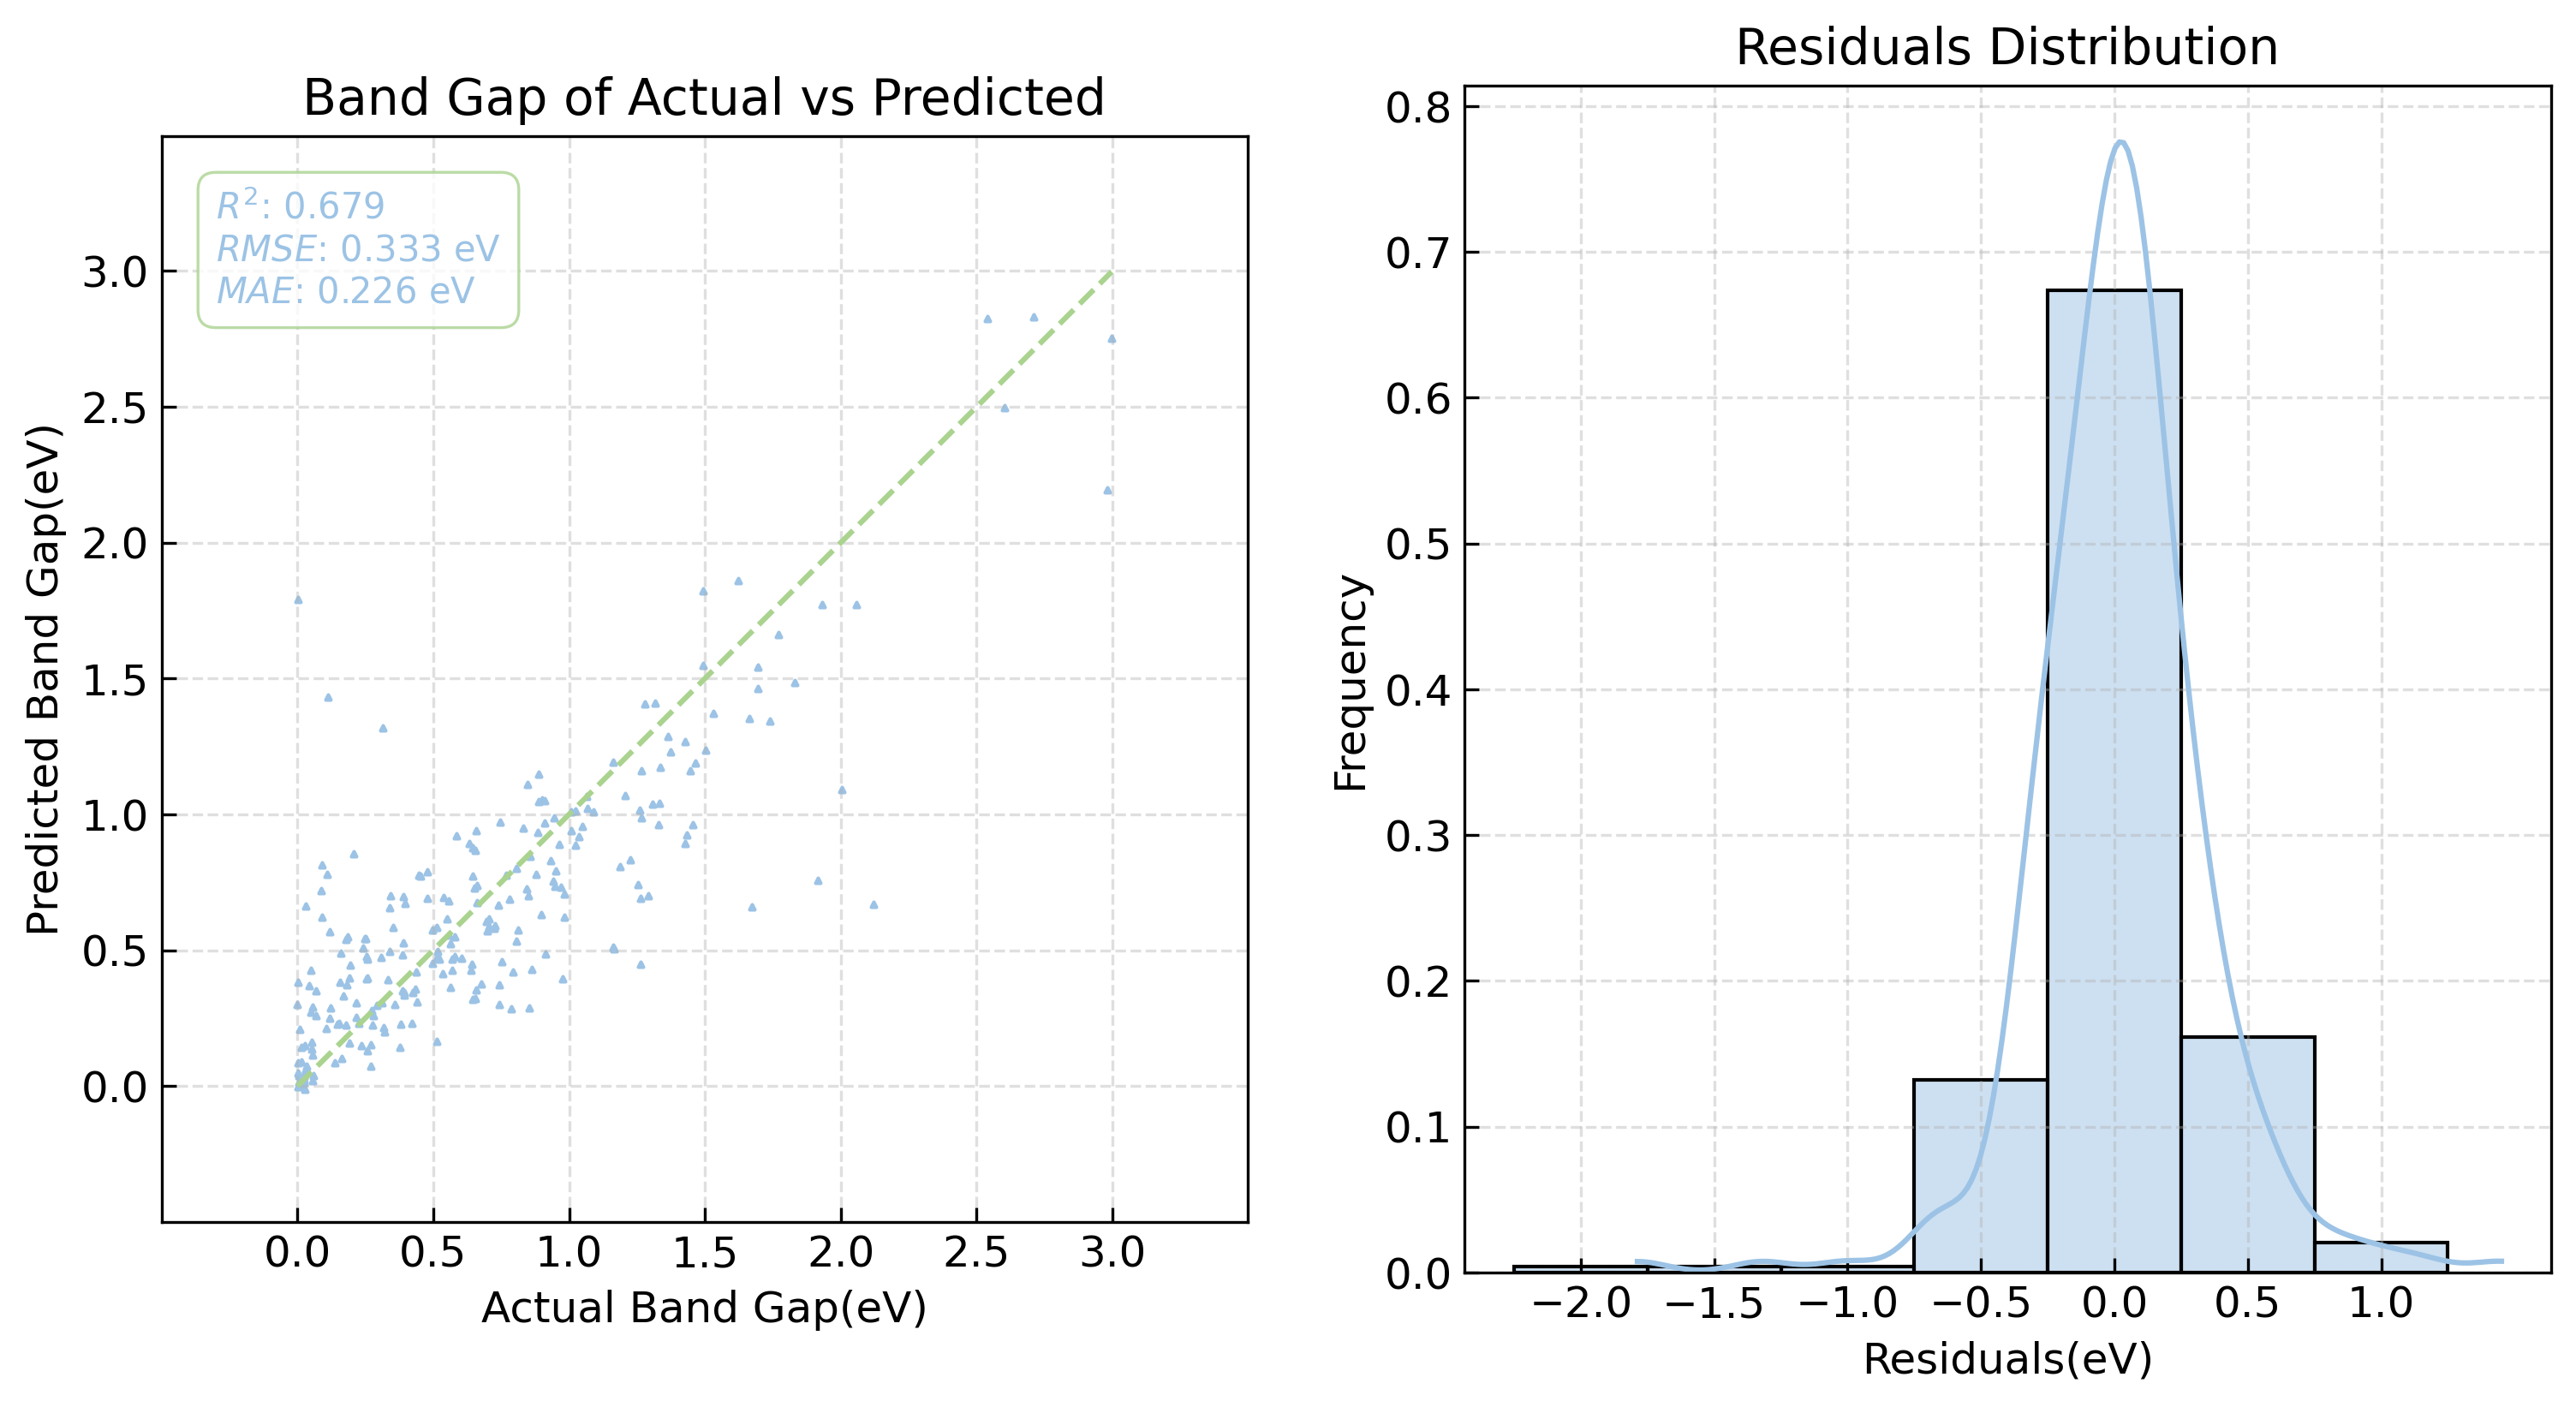 Band Gap of Actual vs Predicted
R²: 0.679
RMSE: 0.333 eV
MAE: 0.226 eV
Predicted Band Gap(eV)
3.0
2.5
2.0
1.5
1.0
0.5
0.0
0.0 0.5 1.0 1.5 2.0 2.5 3.0
Actual Band Gap(eV)
Residuals Distribution
Frequency
0.8
0.7
0.6
0.5
0.4
0.3
0.2
0.1
0.0
−2.0 −1.5 −1.0 −0.5 0.0 0.5 1.0
Residuals(eV)